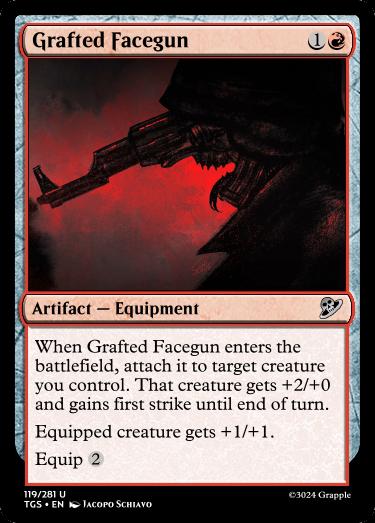 Grafted Facegun 1
Artifact — Equipment
When Grafted Facegun enters the
battlefield, attach it to target creature
you control. That creature gets +2/+0
and gains first strike until end of turn.
Equipped creature gets +1/+1.
Equip 2
119/281 U
TGS • EN Jacopo Schiavo
©3024 Grapple